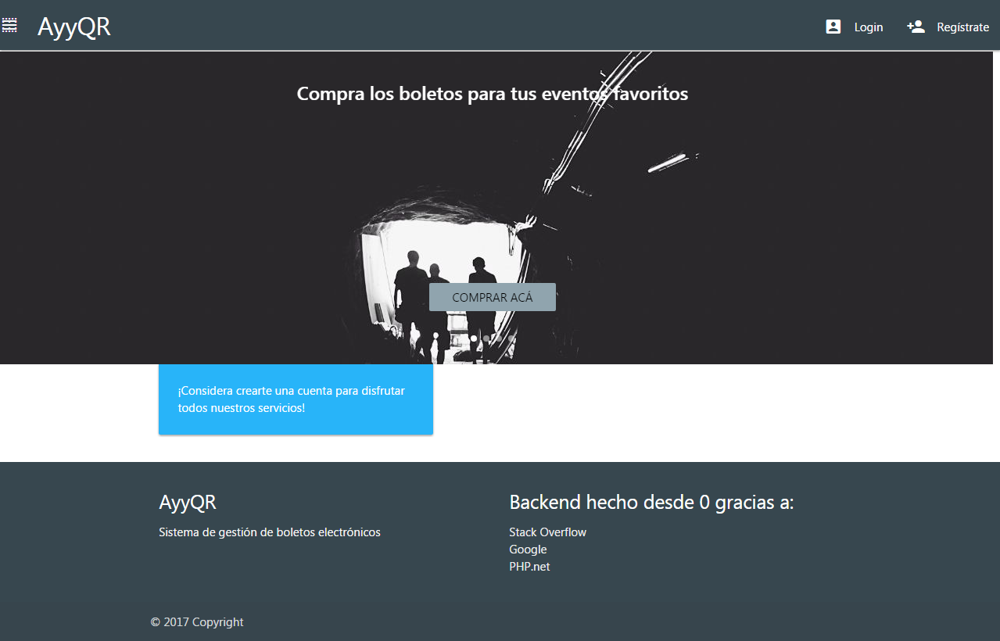 AyyQR
Login
Regístrate
Compra los boletos para tus eventos favoritos
COMPRAR ACÁ
¡Considera crearte una cuenta para disfrutar
todos nuestros servicios!
AyyQR
Sistema de gestión de boletos electrónicos
Backend hecho desde 0 gracias a:
Stack Overflow
Google
PHP.net
© 2017 Copyright